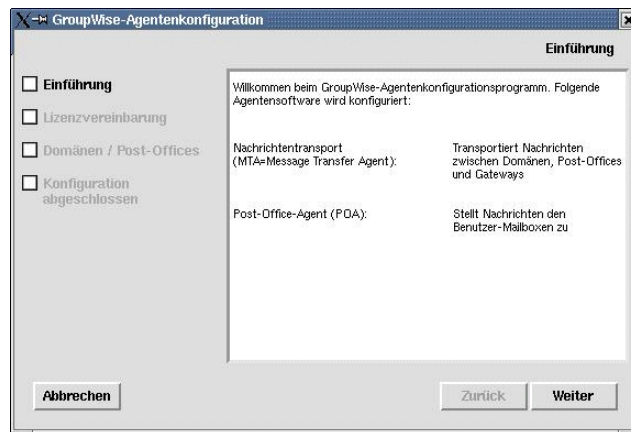 GroupWise-Agentenkonfiguration
Einführung
Einführung
Lizenzvereinbarung
Domänen / Post-Offices
Konfiguration
abgeschlossen
Willkommen beim GroupWise-Agentenkonfigurationsprogramm. Folgende
Agentensoftware wird konfiguriert:
Nachrichtentransport
(MTA=Message Transfer Agent):
Transportiert Nachrichten
zwischen Domänen, Post-Offices
und Gateways
Post-Office-Agent (POA):
Stellt Nachrichten den
Benutzer-Mailboxen zu
Abbrechen
Zurück
Weiter